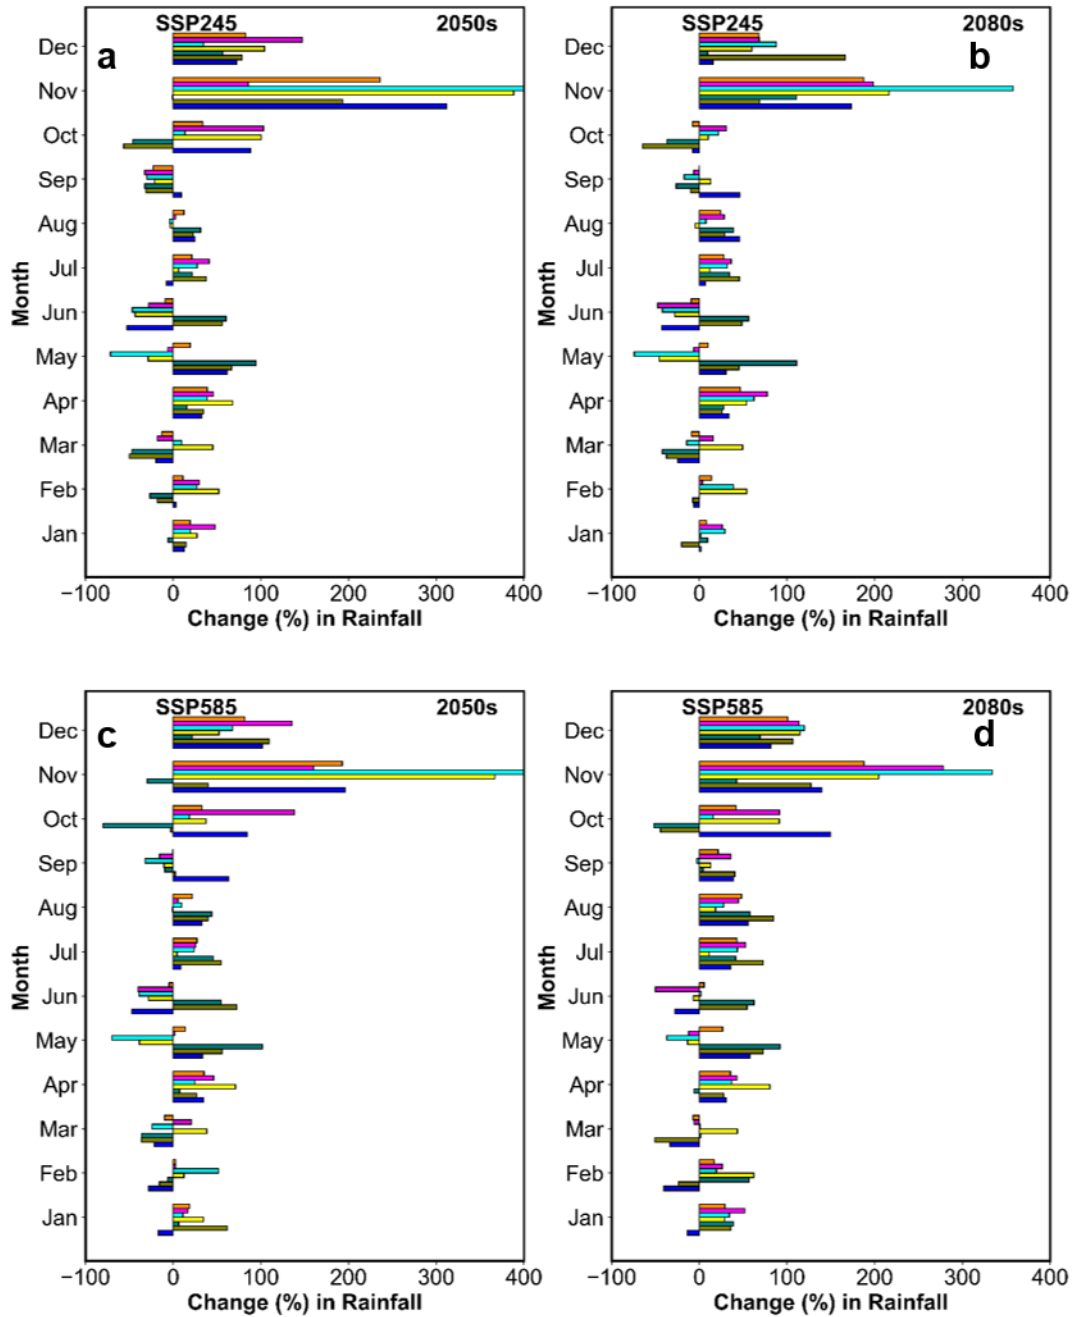 SSP245 2050s
a
Dec
Nov
Oct
Sep
Aug
Jul
Jun
May
Apr
Mar
Feb
Jan
Month
−100 0 100 200 300 400
Change (%) in Rainfall
SSP245 2080s
b
Dec
Nov
Oct
Sep
Aug
Jul
Jun
May
Apr
Mar
Feb
Jan
Month
−100 0 100 200 300 400
Change (%) in Rainfall
SSP585 2050s
c
Dec
Nov
Oct
Sep
Aug
Jul
Jun
May
Apr
Mar
Feb
Jan
Month
−100 0 100 200 300 400
Change (%) in Rainfall
SSP585 2080s
d
Dec
Nov
Oct
Sep
Aug
Jul
Jun
May
Apr
Mar
Feb
Jan
Month
−100 0 100 200 300 400
Change (%) in Rainfall